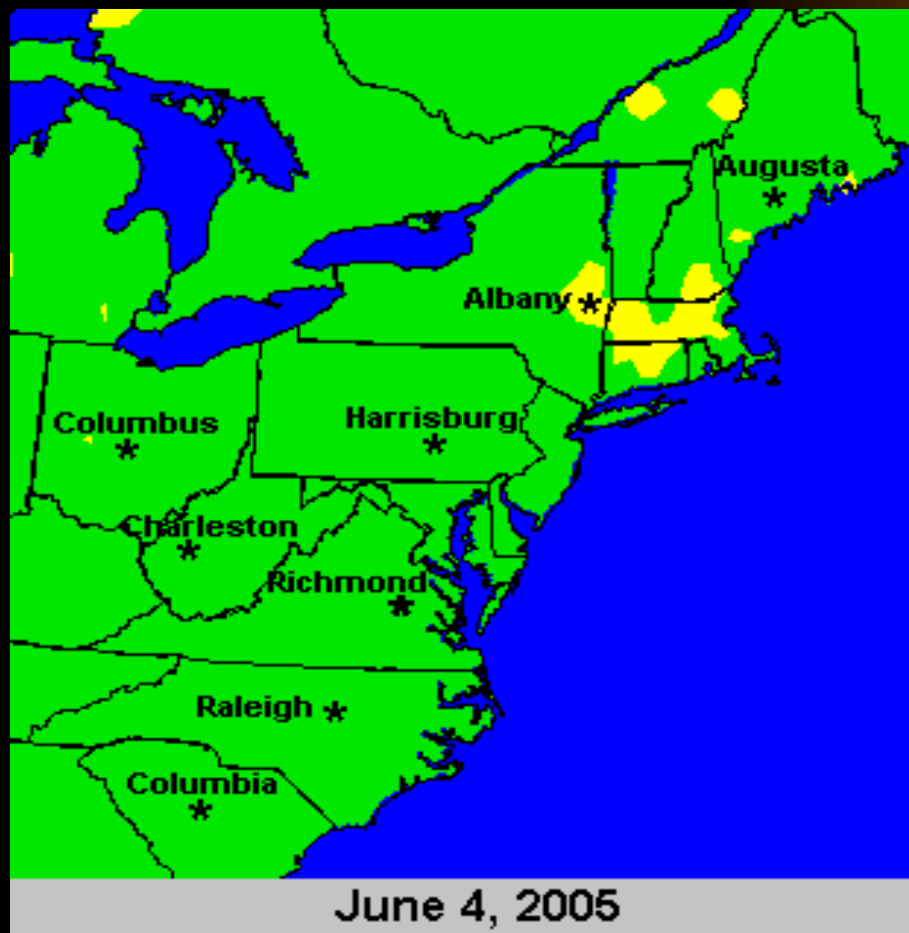 Augusta
Albany
Columbus
Harrisburg
Charleston
Richmond
Raleigh
Columbia
June 4, 2005